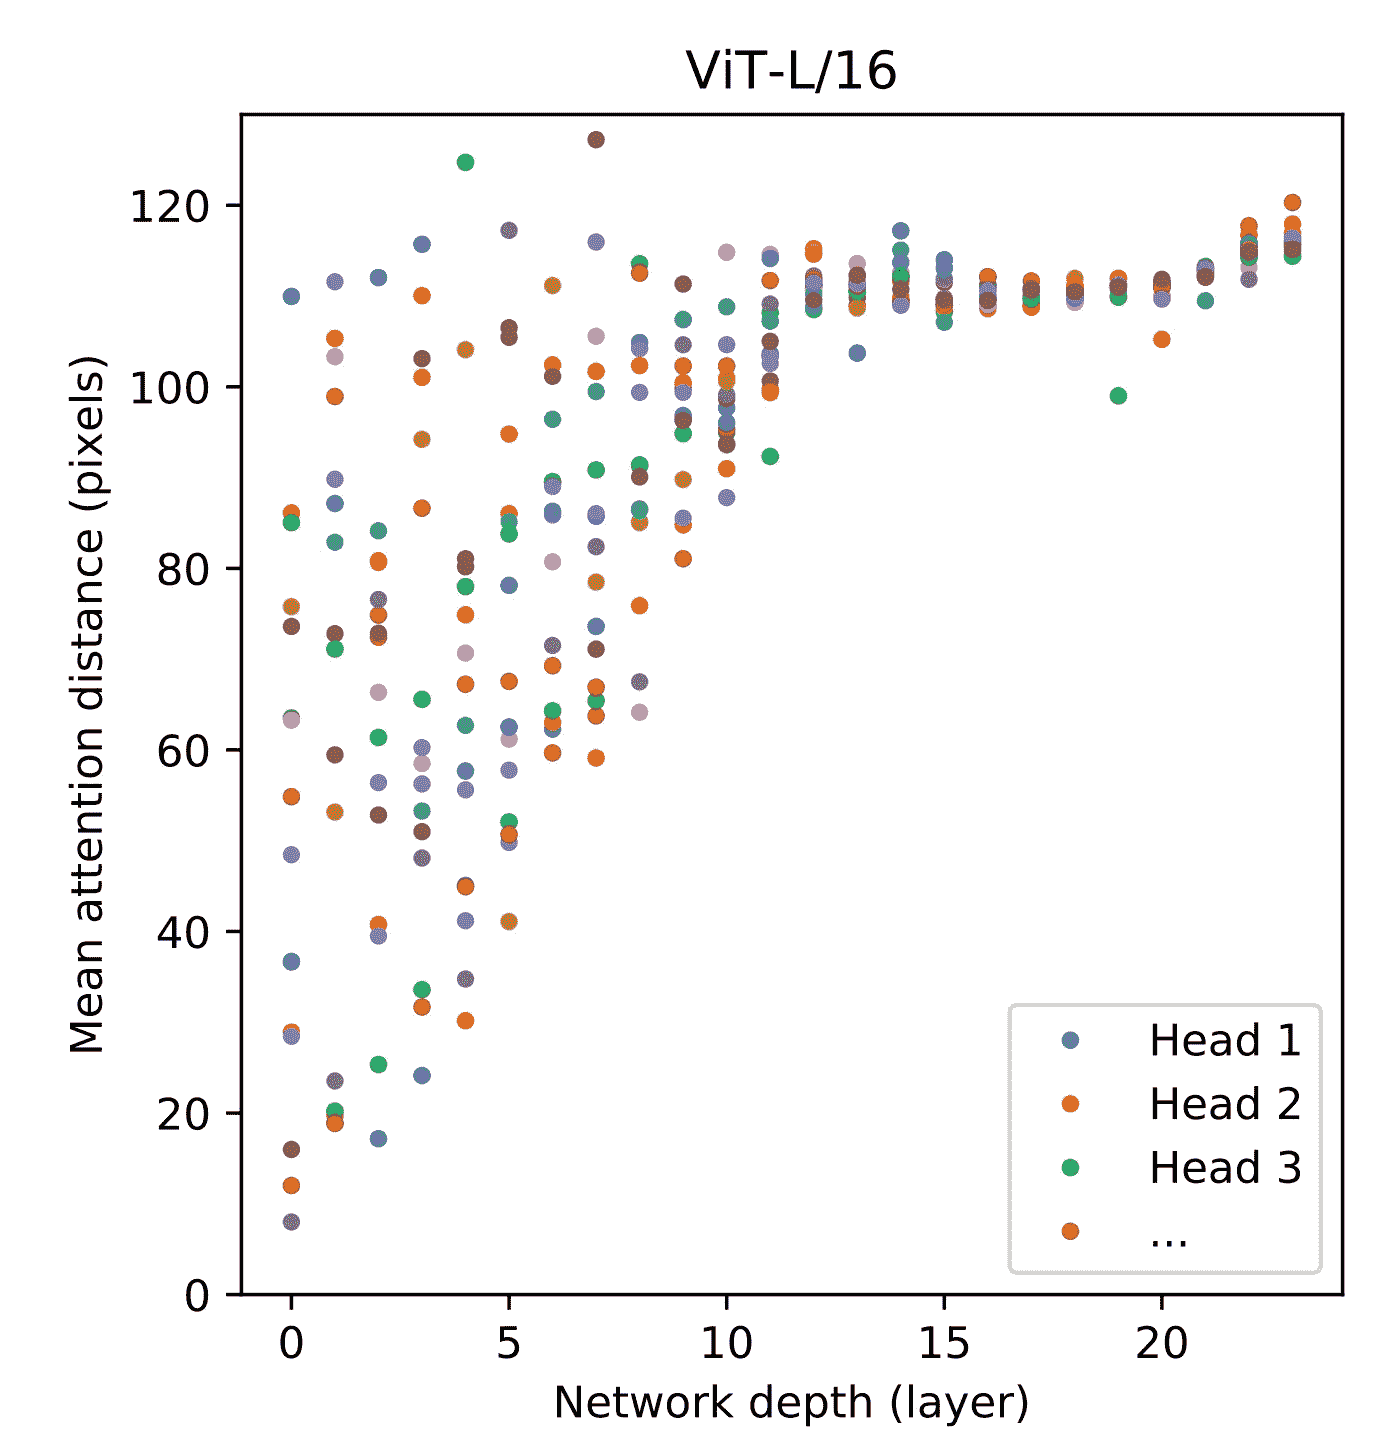 ViT-L/16
Mean attention distance (pixels)
120
100
80
60
40
20
0
Head 1
Head 2
Head 3
...
0 5 10 15 20
Network depth (layer)